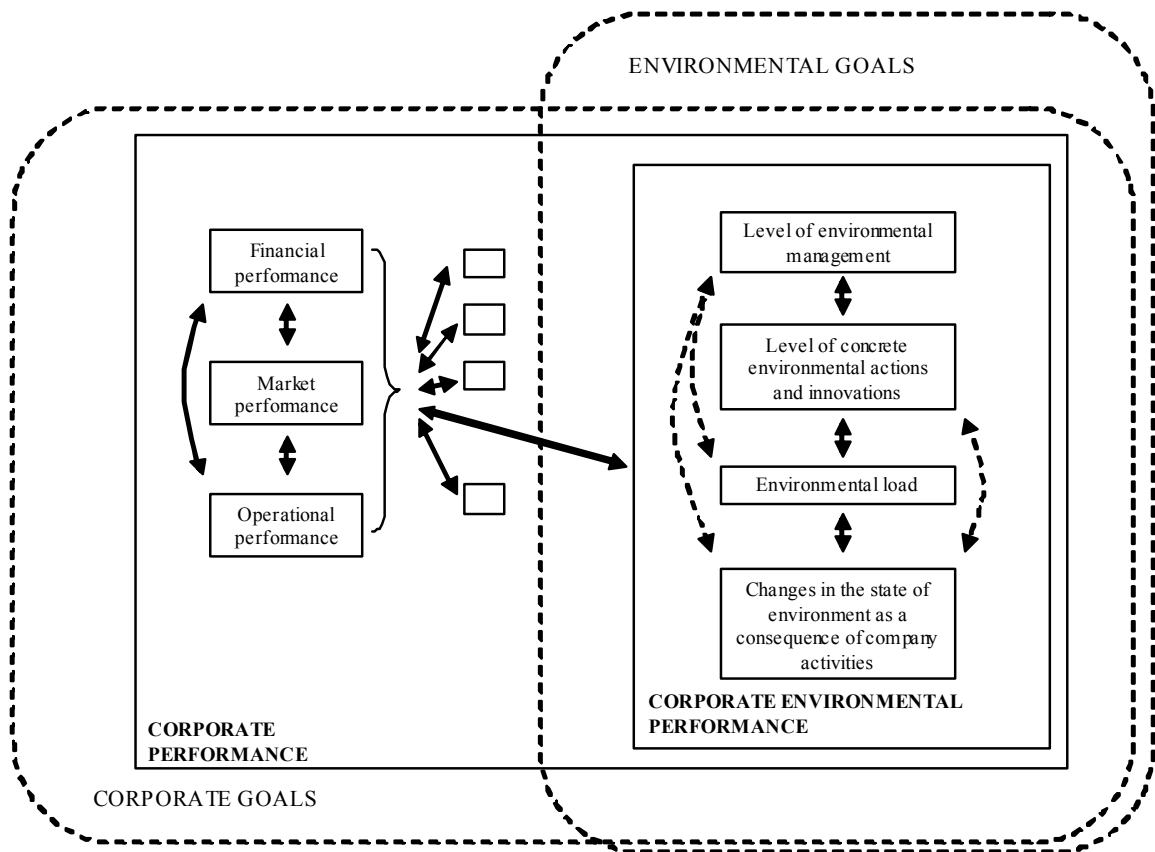 ENVIRONMENTAL GOALS
Financial
performance
Market
performance
Operational
performance
Level of environmental
management
Level of concrete
environmental actions
and innovations
Environmental load
Changes in the state of
environment as a
consequence of company
activities
CORPORATE ENVIRONMENTAL
PERFORMANCE
CORPORATE
PERFORMANCE
CORPORATE GOALS